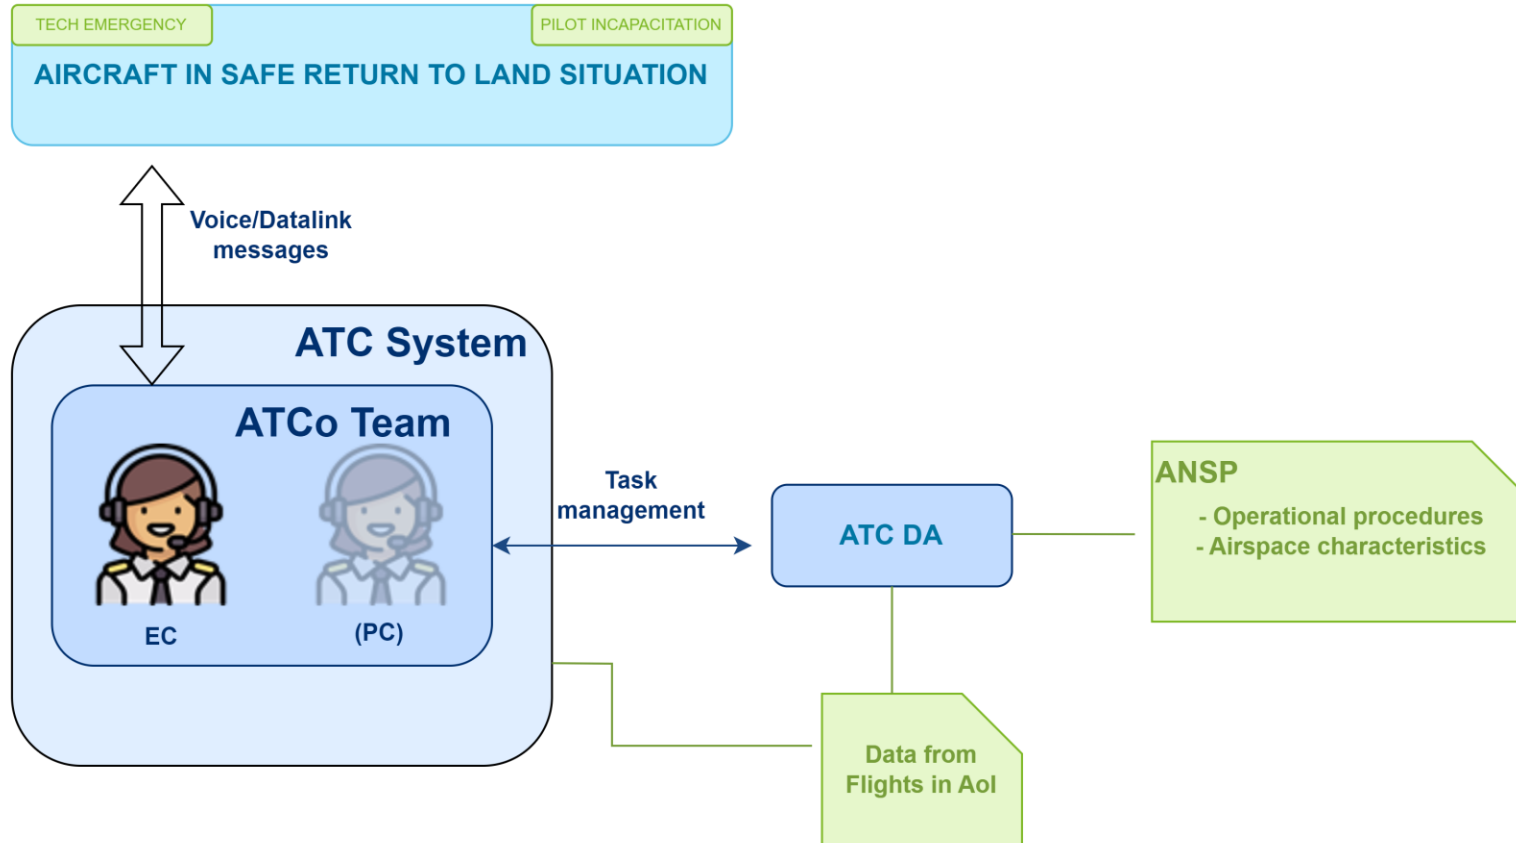 TECH EMERGENCY
PILOT INCAPACITATION
AIRCRAFT IN SAFE RETURN TO LAND SITUATION
Voice/Datalink
messages
ATC System
ATCo Team
EC
(PC)
Task
management
ATC DA
ANSP
- Operational procedures
- Airspace characteristics
Data from
Flights in AoI